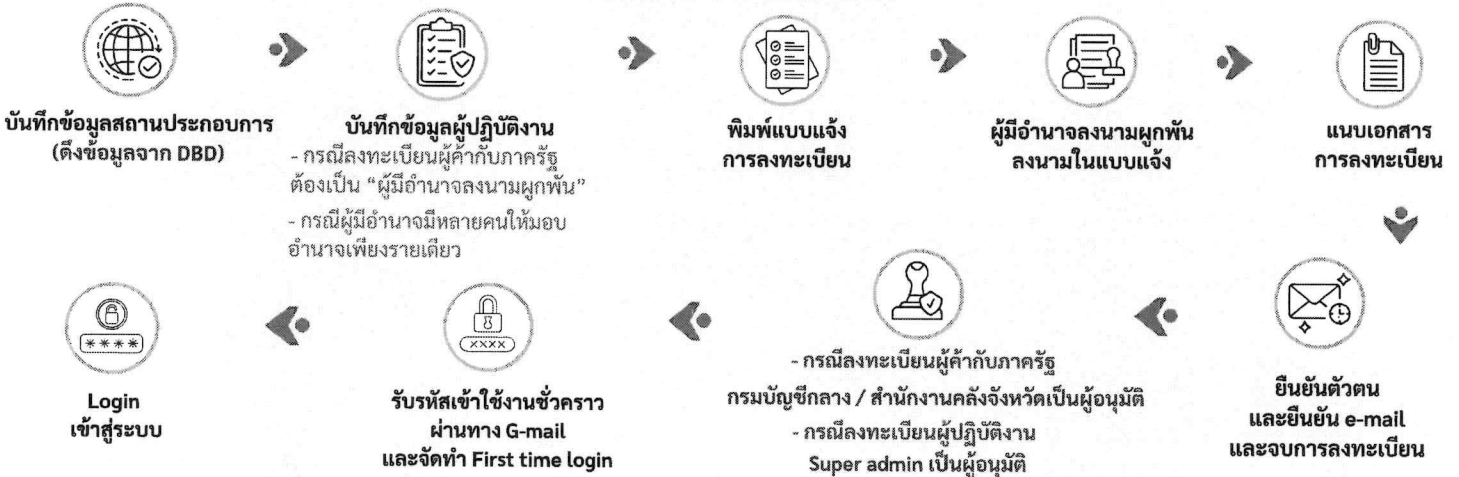 บันทึกข้อมูลสถานประกอบการ
(ดึงข้อมูลจาก DBD)
บันทึกข้อมูลผู้ปฏิบัติงาน
- กรณีลงทะเบียนผู้ค้ากับภาครัฐ
ต้องเป็น “ผู้มีอำนาจลงนามผูกพัน”
- กรณีผู้มีอำนาจมีหลายคนให้มอบ
อำนาจเพียงรายเดียว
พิมพ์แบบแจ้ง
การลงทะเบียน
ผู้มีอำนาจลงนามผูกพัน
ลงนามในแบบแจ้ง
แนบเอกสาร
การลงทะเบียน
ยืนยันตัวตน
และยืนยัน e-mail
และจบการลงทะเบียน
- กรณีลงทะเบียนผู้ค้ากับภาครัฐ
กรมบัญชีกลาง / สำนักงานคลังจังหวัดเป็นผู้อนุมัติ
- กรณีลงทะเบียนผู้ปฏิบัติงาน
Super admin เป็นผู้อนุมัติ
xxxx
รับรหัสเข้าใช้งานชั่วคราว
ผ่านทาง G-mail
และจัดทำ First time login
****
Login
เข้าสู่ระบบ